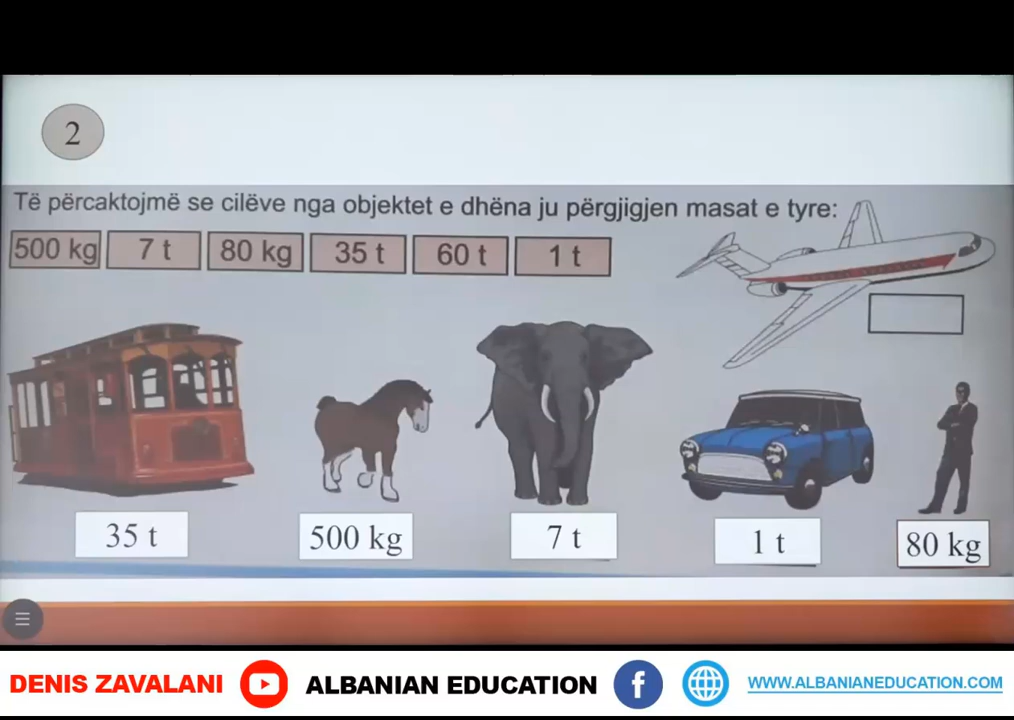 2
Të përcaktojmë se cilëve nga objektet e dhëna ju përgjigjen masat e tyre:
500 kg 7 t 80 kg 35 t 60 t 1 t
35 t 500 kg 7 t 1 t 80 kg
DENIS ZAVALANI ALBANIAN EDUCATION f WWW.ALBANIANEDUCATION.COM